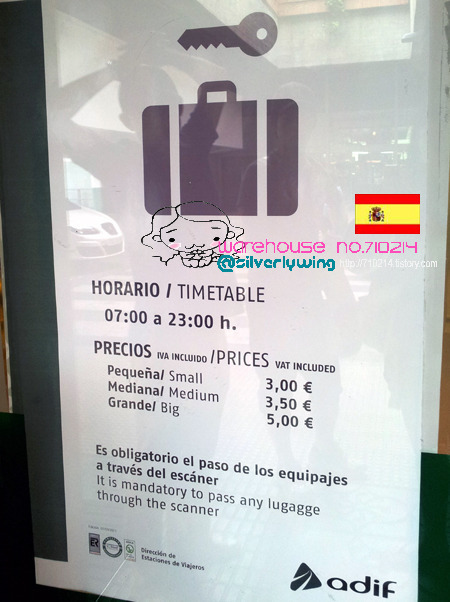 warehouse no.710214
@silverlywing http://710214.tistory.com
HORARIO / TIMETABLE
07:00 a 23:00 h.
PRECIOS IVA INCLUIDO / PRICES VAT INCLUDED
Pequeña/ Small 3,00 €
Mediana/ Medium 3,50 €
Grande/ Big 5,00 €
Es obligatorio el paso de los equipajes
a través del escáner
It is mandatory to pass any lugagge
through the scanner
ER
Dirección de
Estaciones de Viajeros
adif